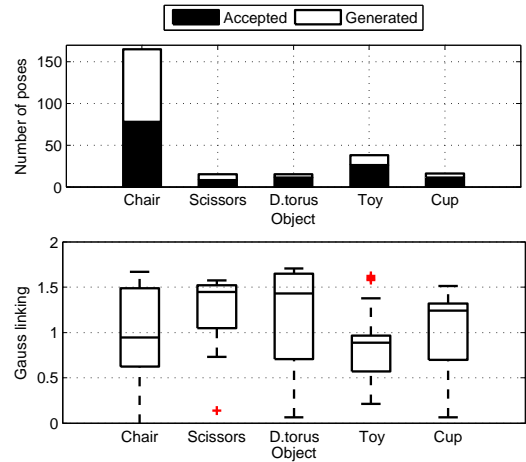 Accepted Generated
Number of poses
150
100
50
0
Chair Scissors D.torus Toy Cup
Object
Gauss linking
2
1.5
1
0.5
0
Chair Scissors D.torus Toy Cup